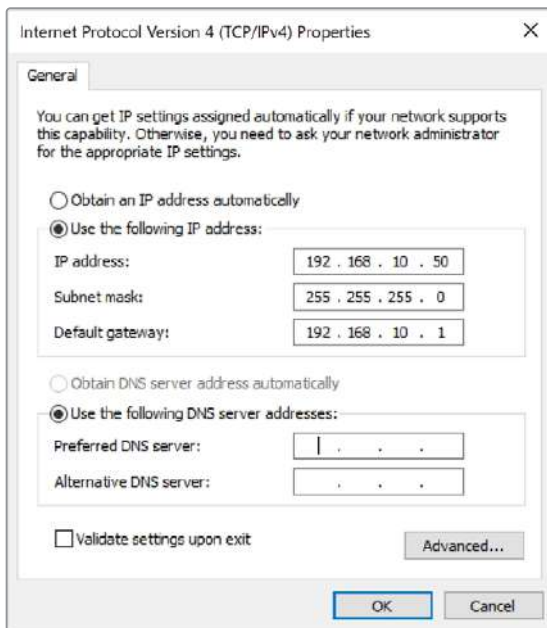 Internet Protocol Version 4 (TCP/IPv4) Properties
General
You can get IP settings assigned automatically if your network supports
this capability. Otherwise, you need to ask your network administrator
for the appropriate IP settings.
Obtain an IP address automatically
Use the following IP address:
IP address: 192 . 168 . 10 . 50
Subnet mask: 255 . 255 . 255 . 0
Default gateway: 192 . 168 . 10 . 1
Obtain DNS server address automatically
Use the following DNS server addresses:
Preferred DNS server: . . .
Alternative DNS server: . . .
Validate settings upon exit
Advanced...
OK Cancel